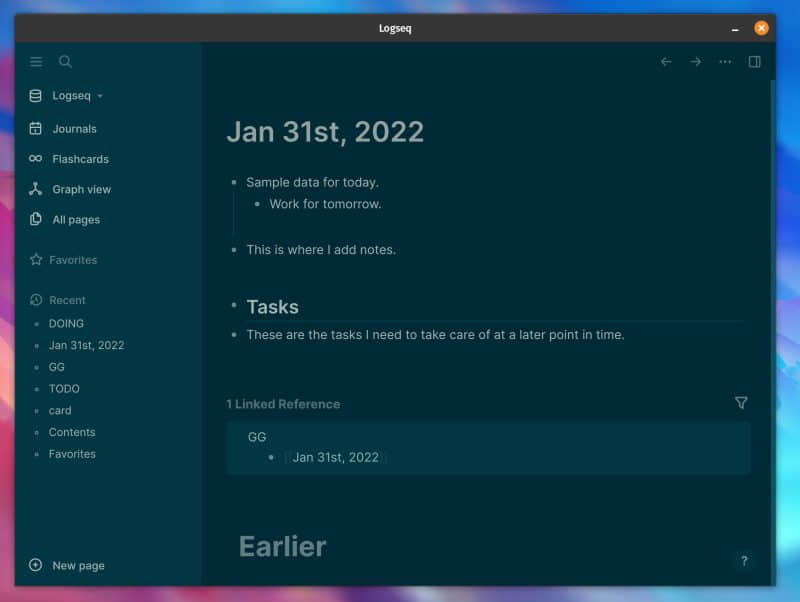 Logseq
Logseq
Journals
Flashcards
Graph view
All pages
Favorites
Recent
DOING
Jan 31st, 2022
GG
TODO
card
Contents
Favorites
New page
Jan 31st, 2022
Sample data for today.
Work for tomorrow.
This is where I add notes.
Tasks
These are the tasks I need to take care of at a later point in time.
1 Linked Reference
GG
[[Jan 31st, 2022]]
Earlier
?